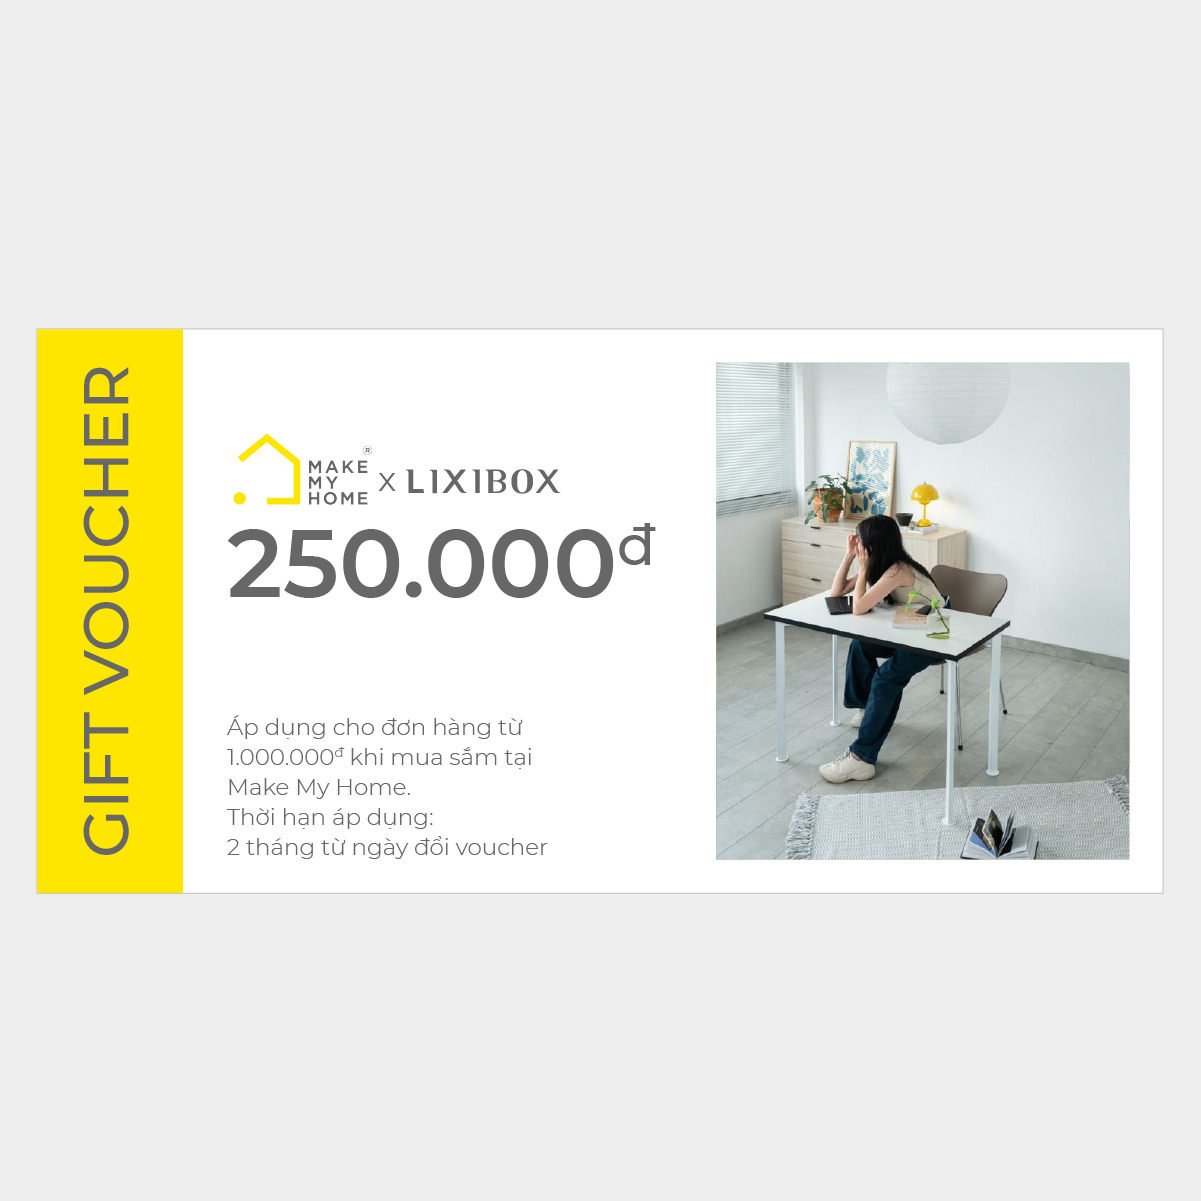 GIFT VOUCHER
MAKE
MY
HOME
®
x LIXIBOX
250.000đ
Áp dụng cho đơn hàng từ
1.000.000đ khi mua sắm tại
Make My Home.
Thời hạn áp dụng:
2 tháng từ ngày đổi voucher